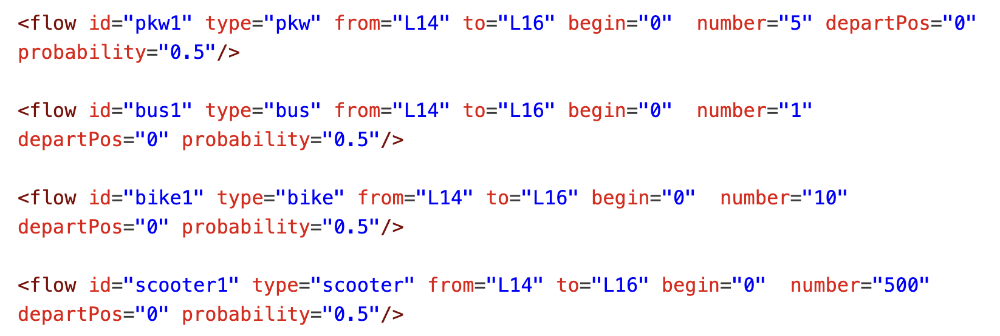 <flow id="pkw1" type="pkw" from="L14" to="L16" begin="0"  number="5" departPos="0"
probability="0.5"/>
<flow id="bus1" type="bus" from="L14" to="L16" begin="0"  number="1"
departPos="0" probability="0.5"/>
<flow id="bike1" type="bike" from="L14" to="L16" begin="0"  number="10"
departPos="0" probability="0.5"/>
<flow id="scooter1" type="scooter" from="L14" to="L16" begin="0"  number="500"
departPos="0" probability="0.5"/>